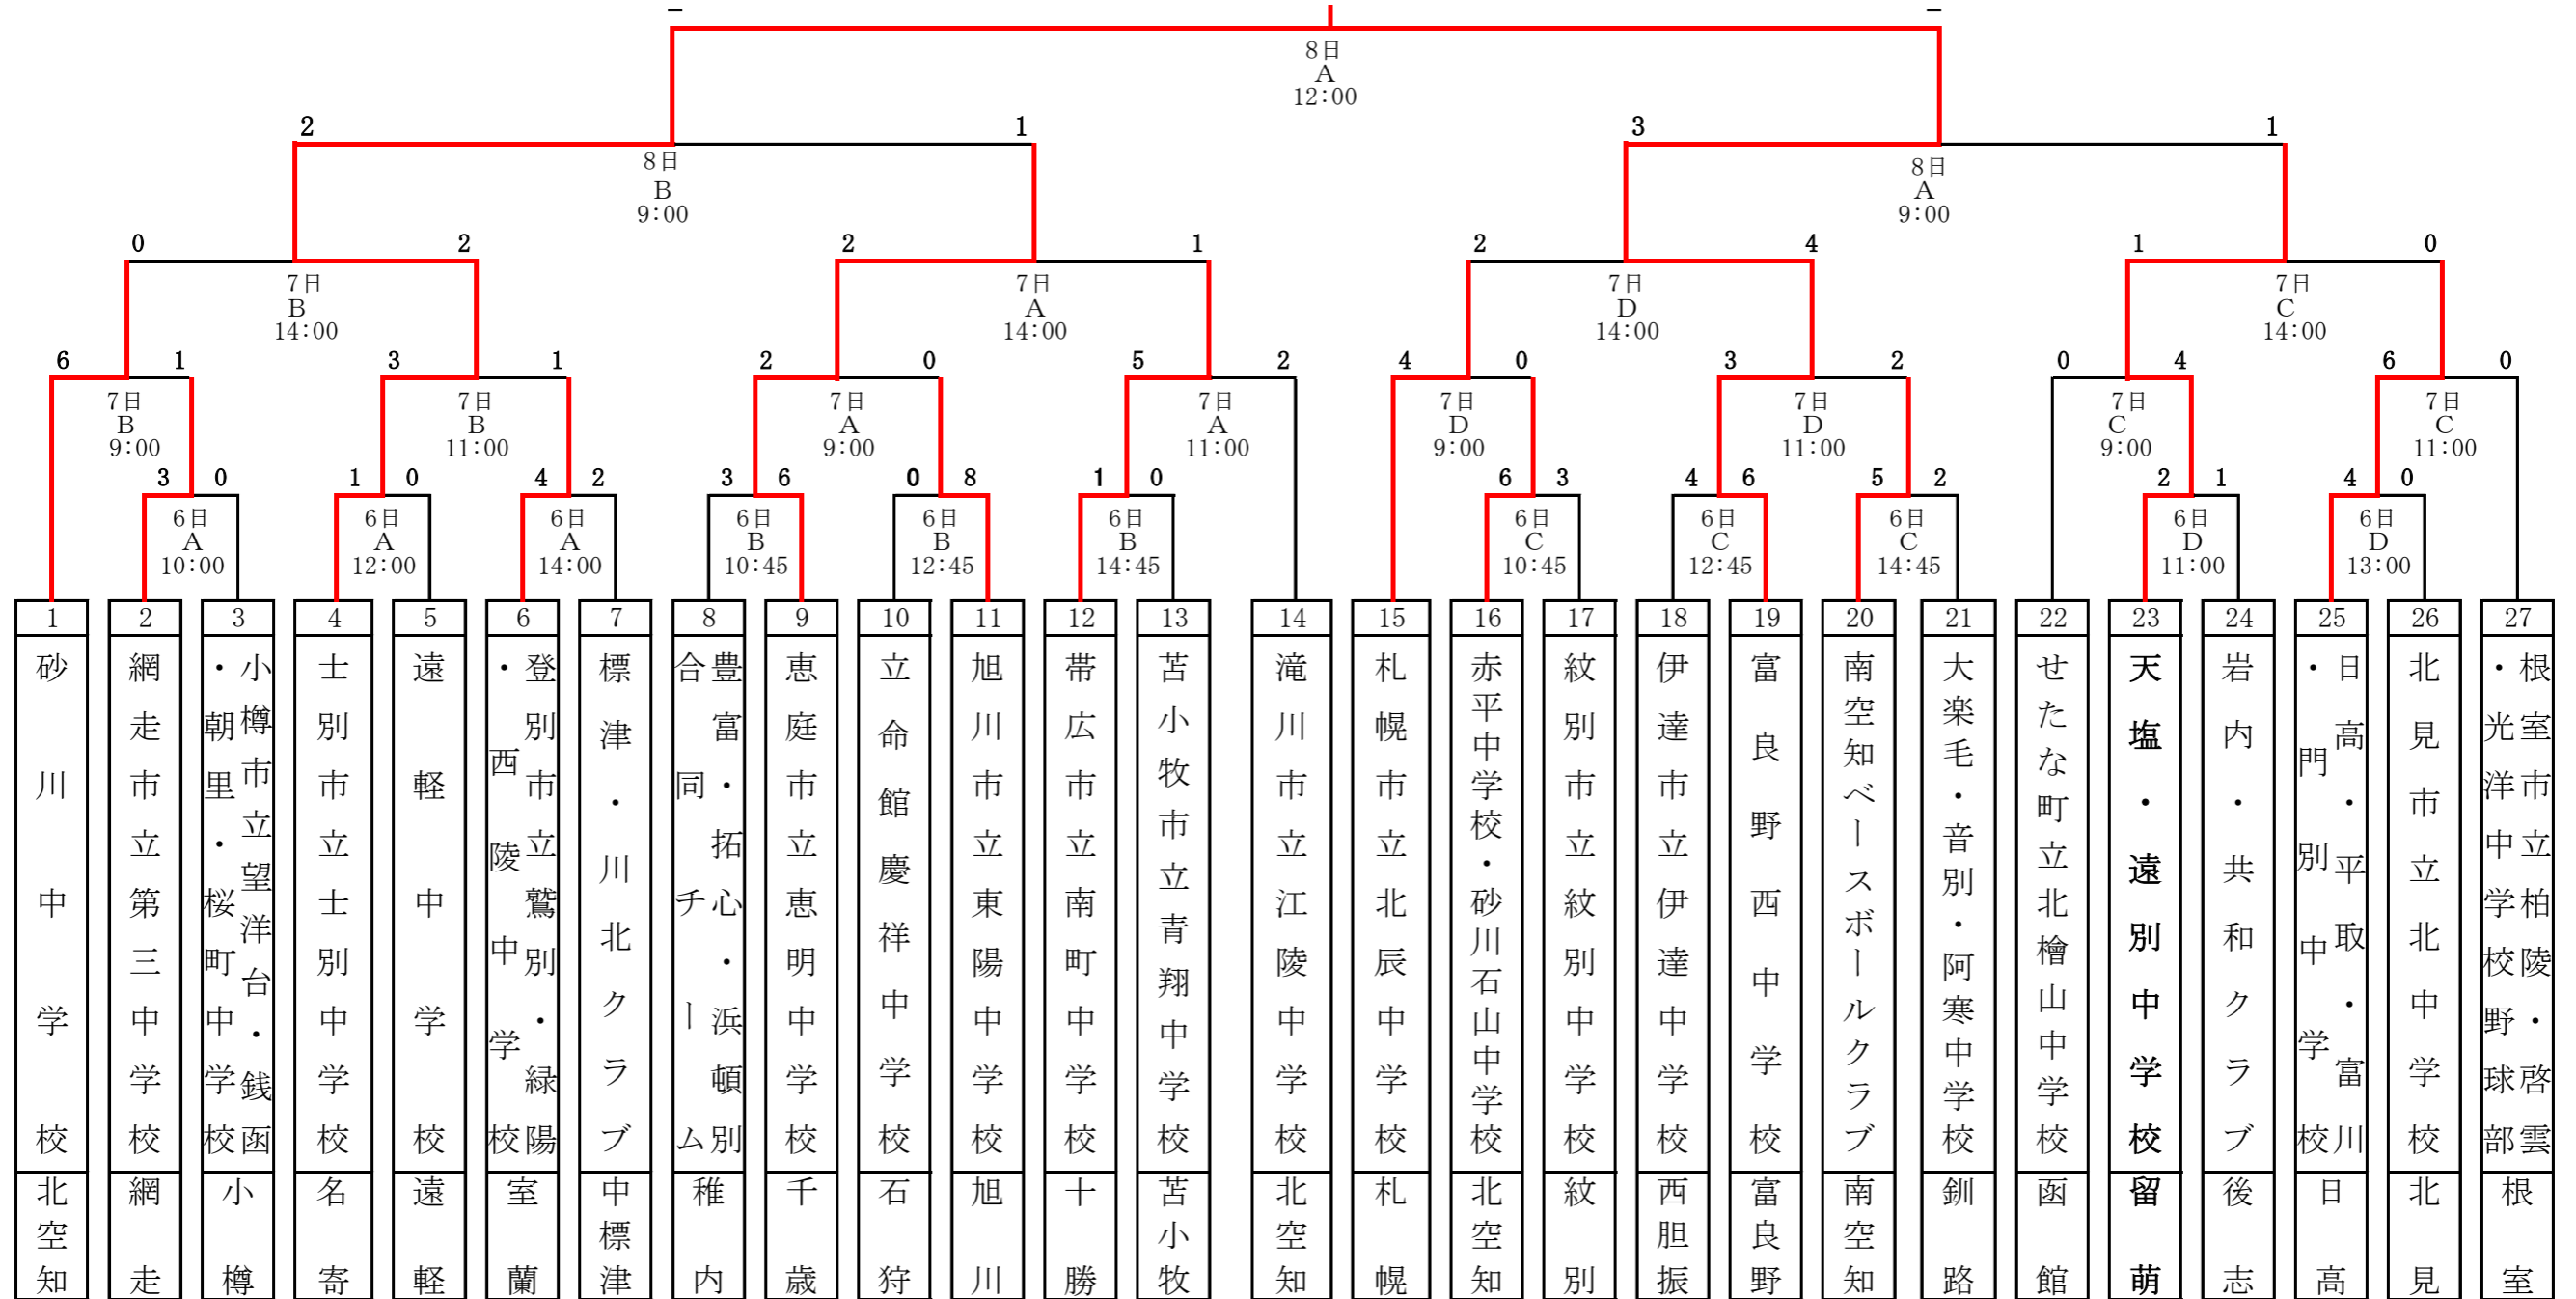 － －
8日
A
12:00
2 1 3 1
8日
B
9:00
8日
A
9:00
0 2 2 1 2 4 1 0
7日
B
14:00
7日
A
14:00
7日
D
14:00
7日
C
14:00
6 1 3 1 2 0 5 2 4 0 3 2 0 4 6 0
7日
B
9:00
7日
B
11:00
7日
A
9:00
7日
A
11:00
7日
D
9:00
7日
D
11:00
7日
C
9:00
7日
C
11:00
3 0 1 0 4 2 3 6 0 8 1 0 6 3 4 6 5 2 2 1 4 0
6日
A
10:00
6日
A
12:00
6日
A
14:00
6日
B
10:45
6日
B
12:45
6日
B
14:45
6日
C
10:45
6日
C
12:45
6日
C
14:45
6日
D
11:00
6日
D
13:00
1
砂川中学校
北空知
2
網走市立第三中学校
網走
3
小樽市立望洋台・銭函
・朝里・桜町中学校
小樽
4
士別市立士別中学校
名寄
5
遠軽中学校
遠軽
6
登別市立鷲別・緑陽
・西陵中学校
室蘭
7
標津・川北クラブ
中標津
8
豊富・拓心・浜頓別
合同チーム
稚内
9
恵庭市立恵明中学校
千歳
10
立命館慶祥中学校
石狩
11
旭川市立東陽中学校
旭川
12
帯広市立南町中学校
十勝
13
苫小牧市立青翔中学校
苫小牧
14
滝川市立江陵中学校
北空知
15
札幌市立北辰中学校
札幌
16
赤平中学校・砂川石山中学校
北空知
17
紋別市立紋別中学校
紋別
18
伊達市立伊達中学校
西胆振
19
富良野西中学校
富良野
20
南空知ベースボールクラブ
南空知
21
大楽毛・音別・阿寒中学校
釧路
22
せたな町立北檜山中学校
函館
23
天塩・遠別中学校
留萌
24
岩内・共和クラブ
後志
25
日高・平取・富川
・門別中学校
日高
26
北見市立北中学校
北見
27
根室市立柏陵・啓雲
・光洋中学校野球部
根室